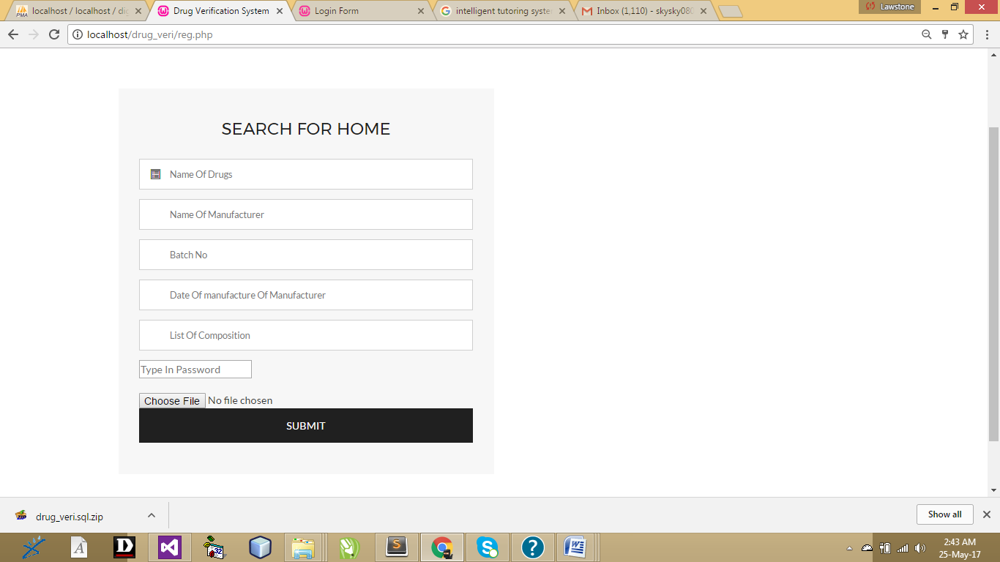 localhost / localhost / di
Drug Verification System
Login Form
intelligent tutoring syste
Inbox (1,110) - skysky080
Lawstone
localhost/drug_veri/reg.php
SEARCH FOR HOME
Name Of Drugs
Name Of Manufacturer
Batch No
Date Of manufacture Of Manufacturer
List Of Composition
Type In Password
Choose File No file chosen
SUBMIT
drug_veri.sql.zip
Show all
2:43 AM
25-May-17